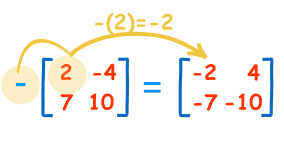 -(2)=-2
- [ 2 -4 ] = [ -2 4 ]
[ 7 10 ] [ -7 -10 ]